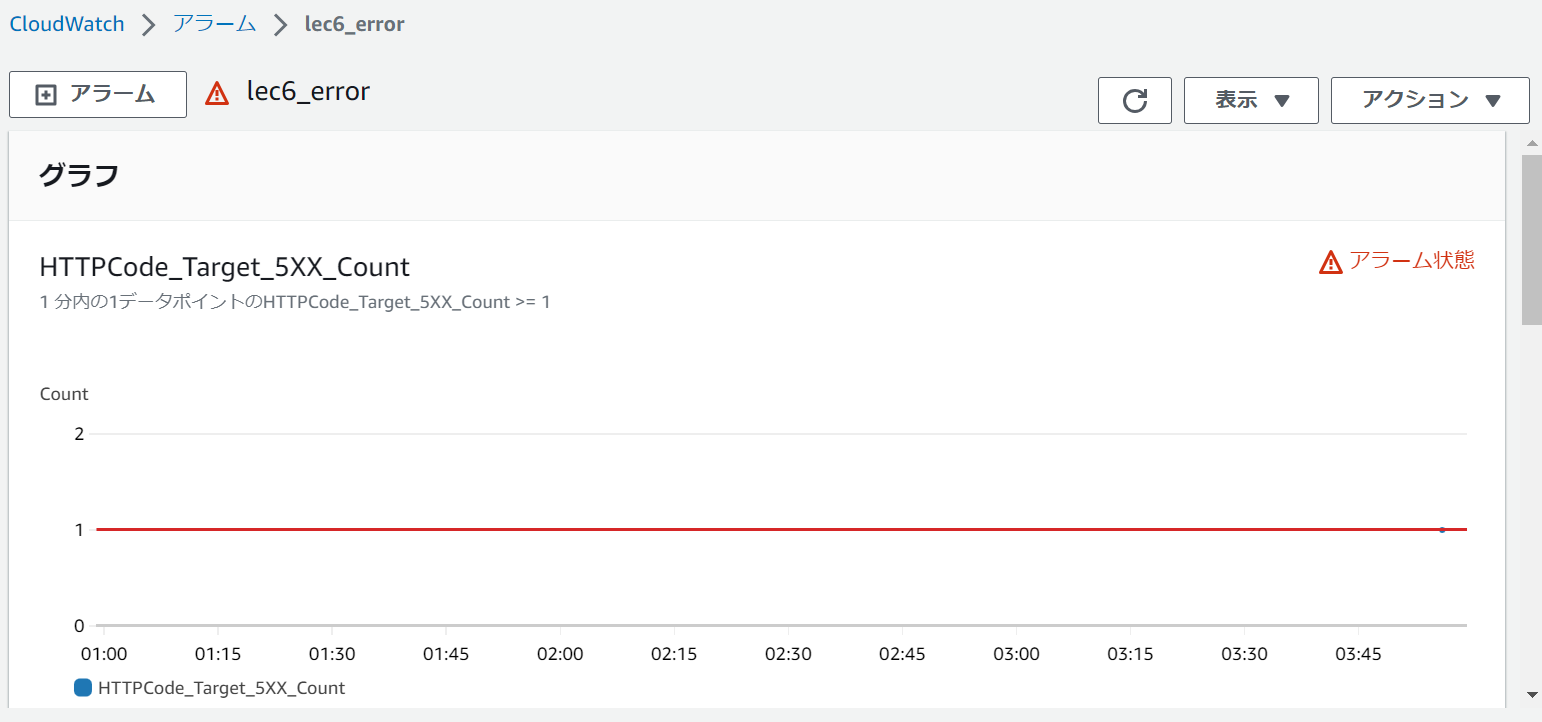 CloudWatch アラーム lec6_error
アラーム lec6_error 表示 アクション
グラフ
HTTPCode_Target_5XX_Count アラーム状態
1 分内の1データポイントのHTTPCode_Target_5XX_Count >= 1
Count
2
1
0
01:00 01:15 01:30 01:45 02:00 02:15 02:30 02:45 03:00 03:15 03:30 03:45
HTTPCode_Target_5XX_Count